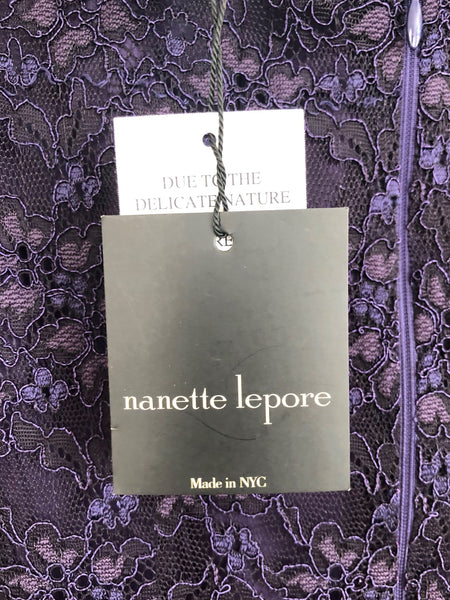 DUE TO THE
DELICATE NATURE
nanette lepore
Made in NYC